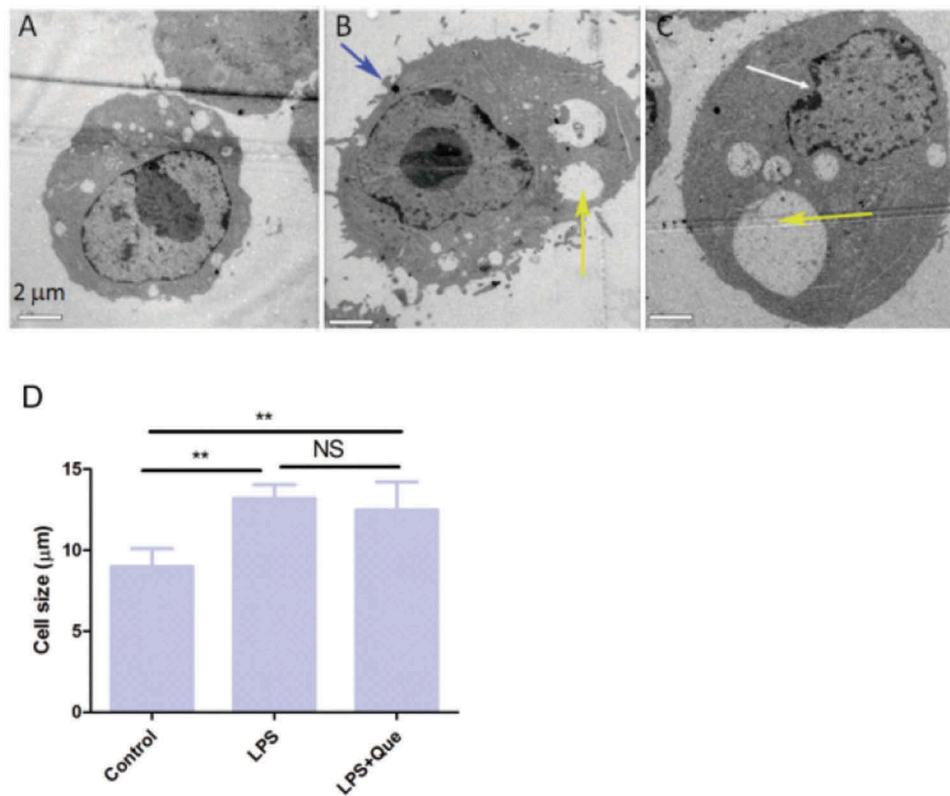 A
B
C
2 μm
D
**
**
NS
15
10
5
0
Cell size (μm)
Control
LPS
LPS+Que